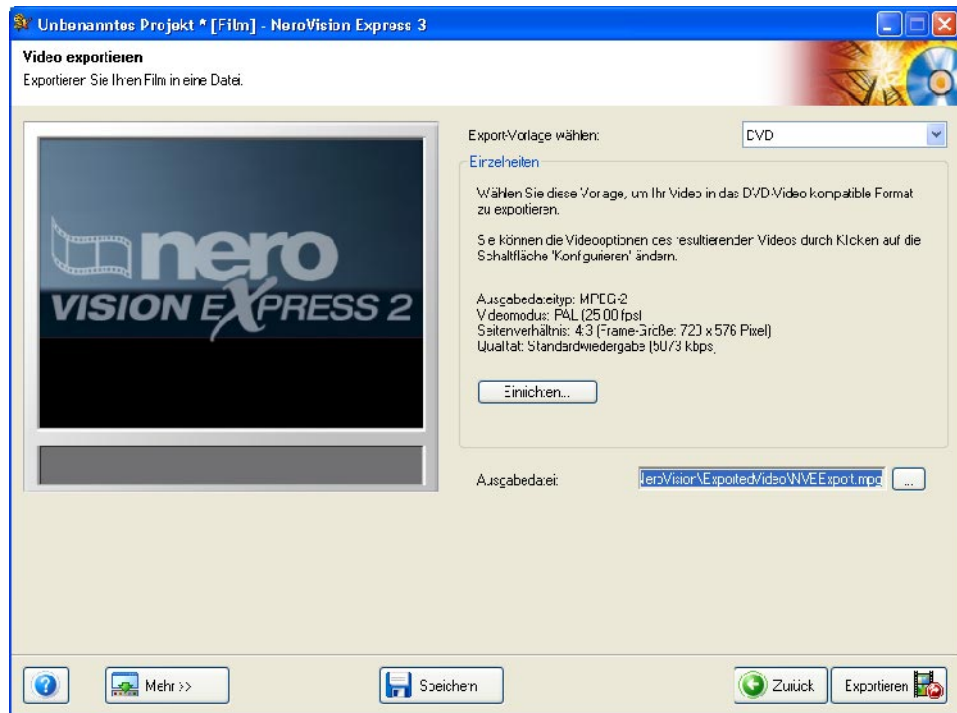 Unbenanntes Projekt * [Film] - NeroVision Express 3
Video exportieren
Exportieren Sie Ihren Film in eine Datei.
nero
VISION EXPRESS 2
Export-Vorlage wählen:
DVD
Einzelheiten
Wählen Sie diese Vorlage, um Ihr Video in das DVD-Video kompatible Format
zu exportieren.
Sie können die Videooptionen des resultierenden Videos durch Klicken auf die
Schaltfläche 'Konfigurieren' ändern.
Ausgabedateityp: MPEG-2
Videomodus: PAL (25.00 fps)
Seitenverhältnis: 4:3 (Frame-Größe: 720 x 576 Pixel)
Qualität: Standardwiedergabe (5073 kbps)
Einrichten...
Ausgabedatei:
NeroVision\ExportedVideo\NVEExport.mpg
...
?
Mehr >>
Speichern
Zurück
Exportieren